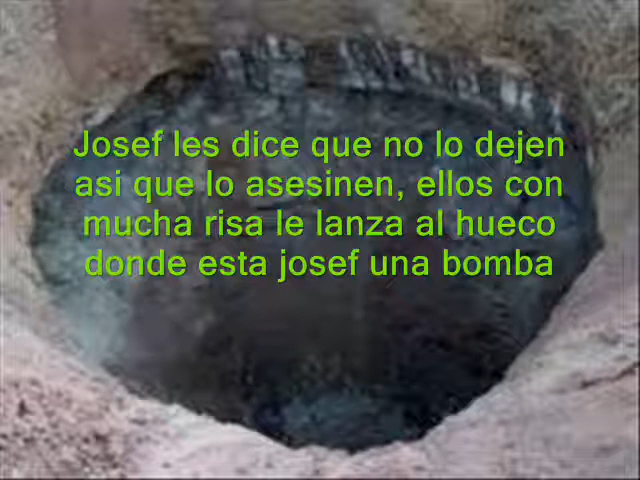 Josef les dice que no lo dejen
asi que lo asesinen, ellos con
mucha risa le lanza al hueco
donde esta josef una bomba